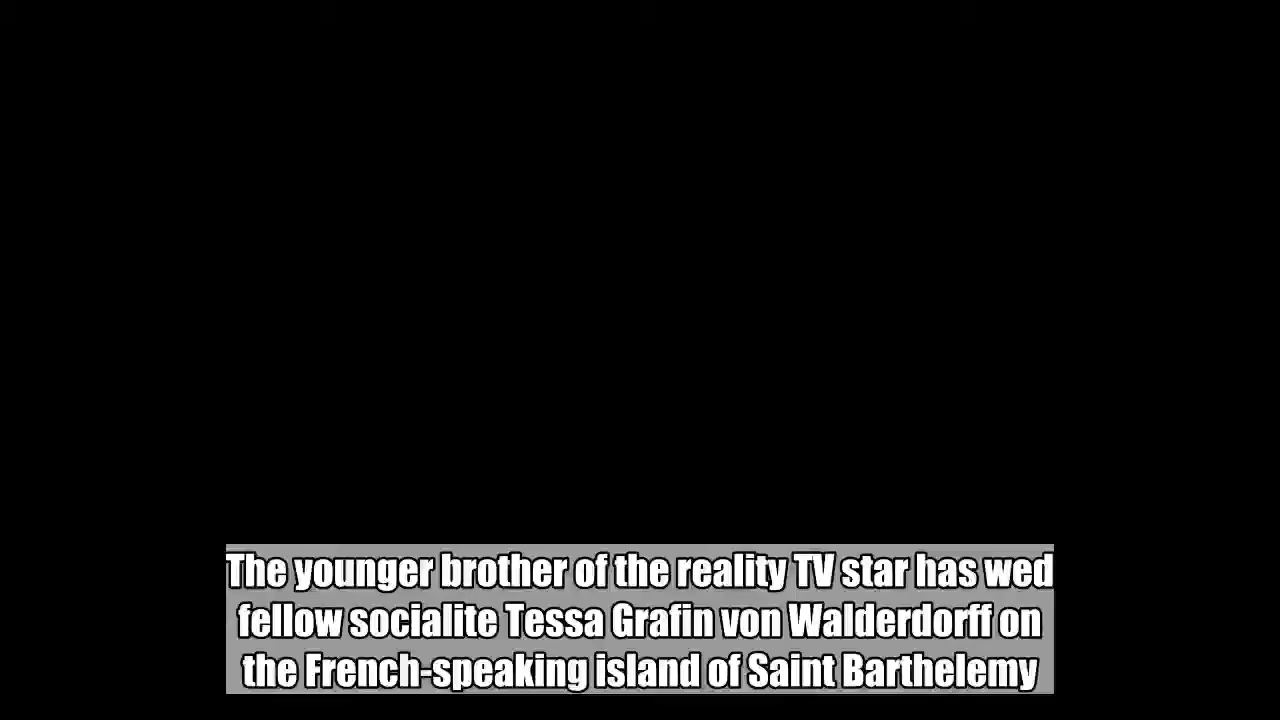 The younger brother of the reality TV star has wed
fellow socialite Tessa Grafin von Walderdorff on
the French-speaking island of Saint Barthelemy